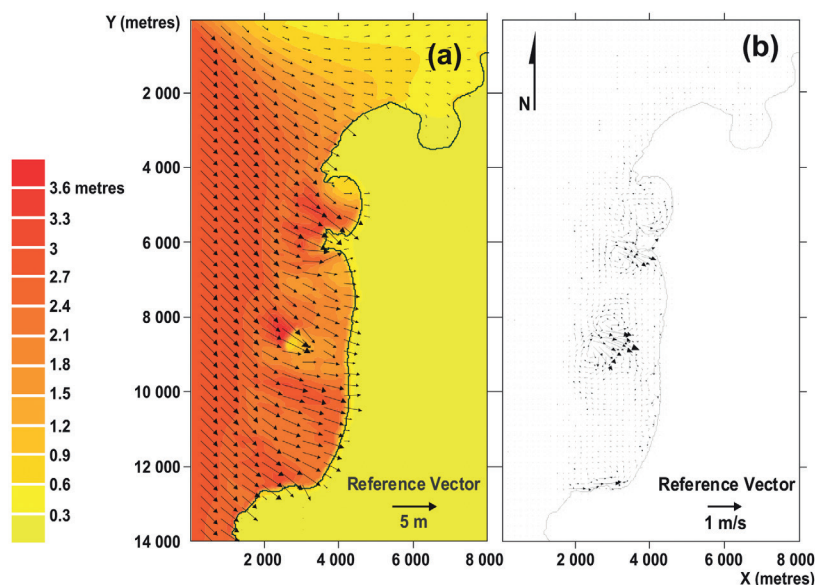 Y (metres)
(a)
(b)
N
2 000
4 000
6 000
8 000
10 000
12 000
14 000
3.6 metres
3.3
3
2.7
2.4
2.1
1.8
1.5
1.2
0.9
0.6
0.3
Reference Vector
5 m
Reference Vector
1 m/s
2 000 4 000 6 000 8 000
2 000 4 000 6 000 8 000
X (metres)